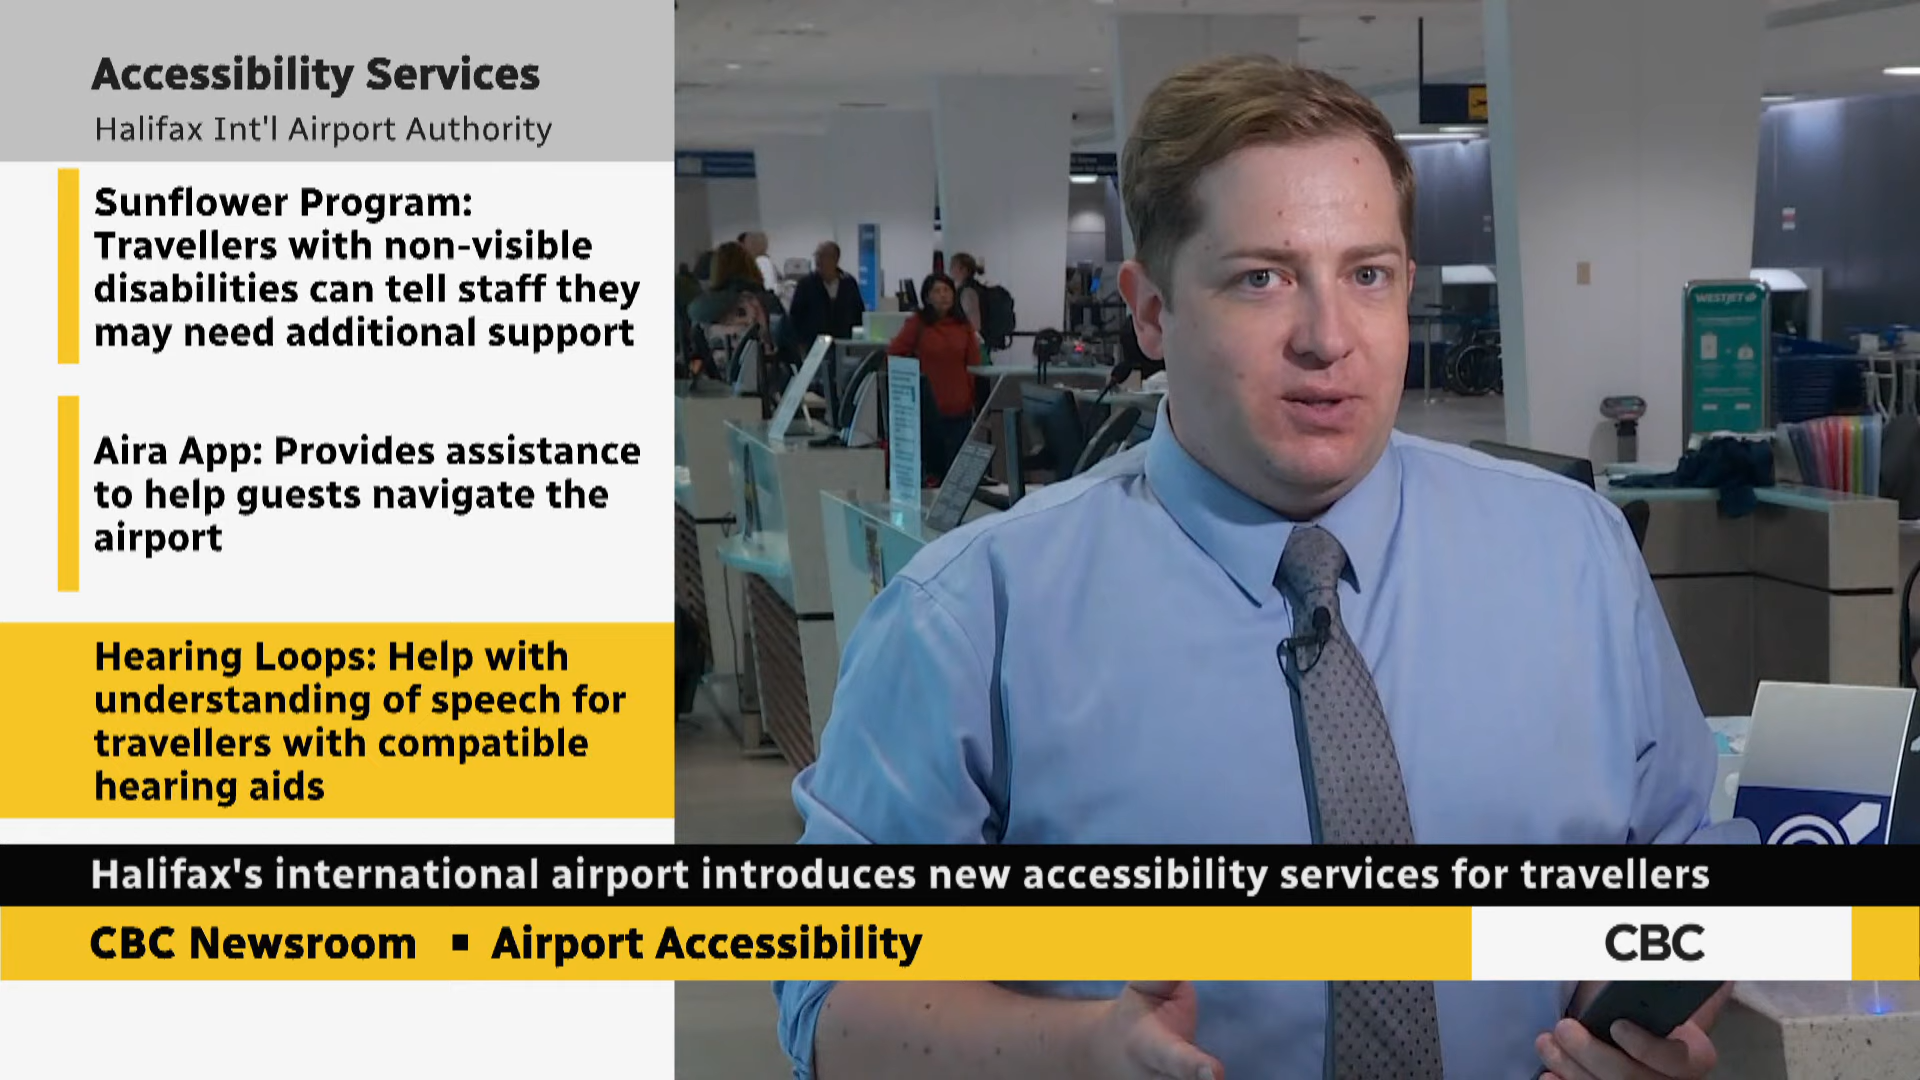 Accessibility Services
Halifax Int'l Airport Authority
Sunflower Program:
Travellers with non-visible
disabilities can tell staff they
may need additional support
Aira App: Provides assistance
to help guests navigate the
airport
Hearing Loops: Help with
understanding of speech for
travellers with compatible
hearing aids
WESTJET
Halifax's international airport introduces new accessibility services for travellers
CBC Newsroom ▪ Airport Accessibility
CBC